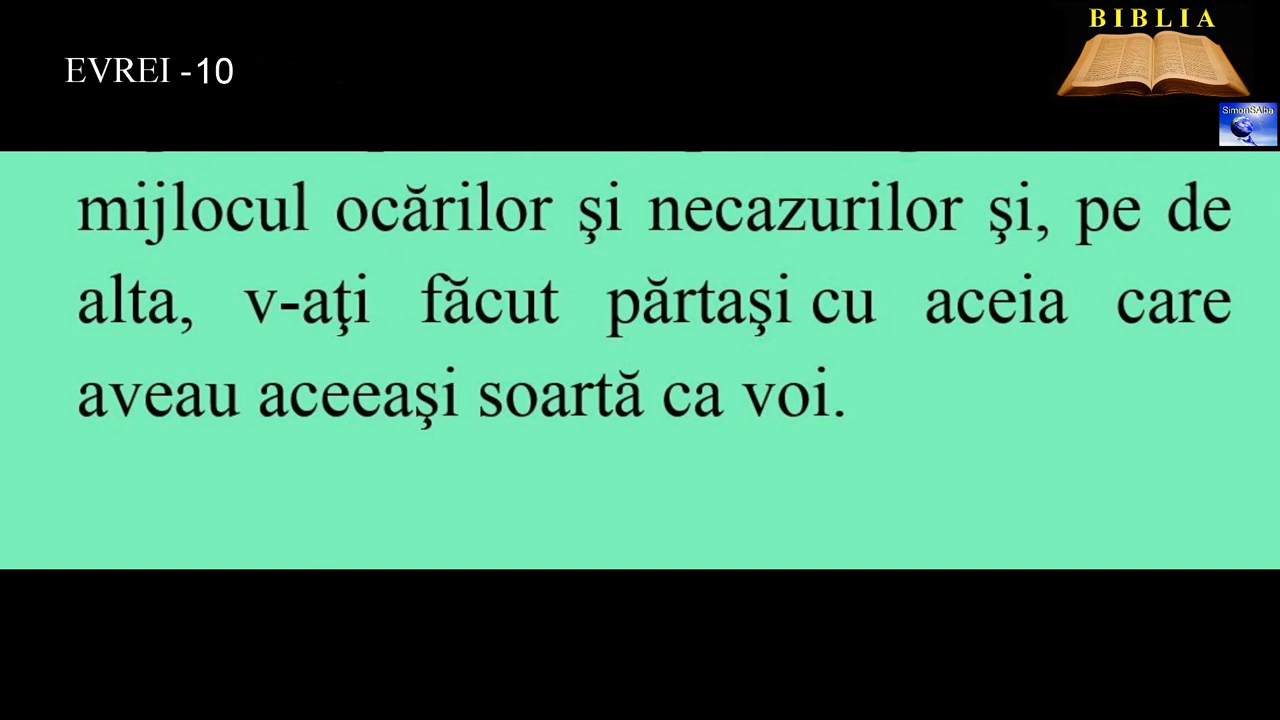 BIBLIA
EVREI -10
SimonSAlba
mijlocul ocărilor şi necazurilor şi, pe de
alta, v-aţi făcut părtaşi cu aceia care
aveau aceeaşi soartă ca voi.